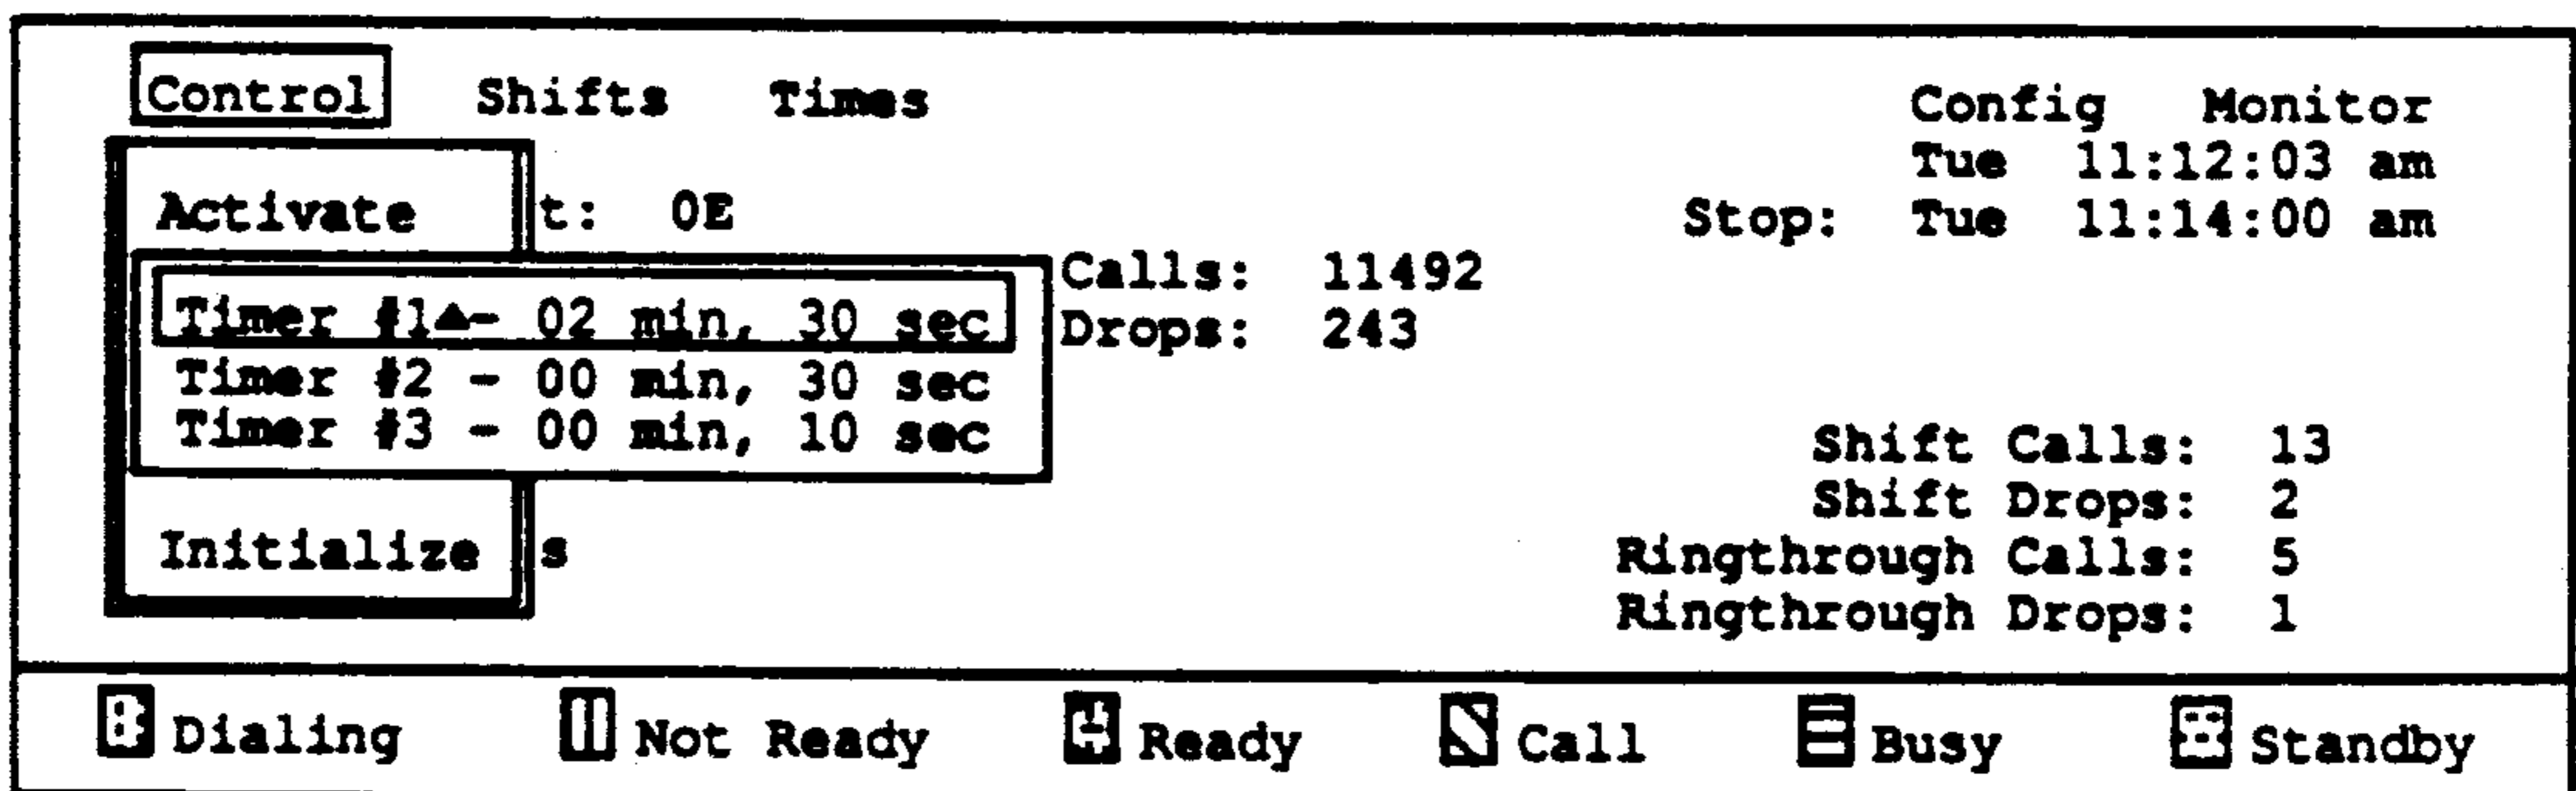 Control Shifts Times Config Monitor
Tue 11:12:03 am
Activate t: 0E Stop: Tue 11:14:00 am
Calls: 11492
Timer #1▲- 02 min, 30 sec Drops: 243
Timer #2 - 00 min, 30 sec
Timer #3 - 00 min, 10 sec
Shift Calls: 13
Shift Drops: 2
Initialize s Ringthrough Calls: 5
Ringthrough Drops: 1
Dialing Not Ready Ready Call Busy Standby